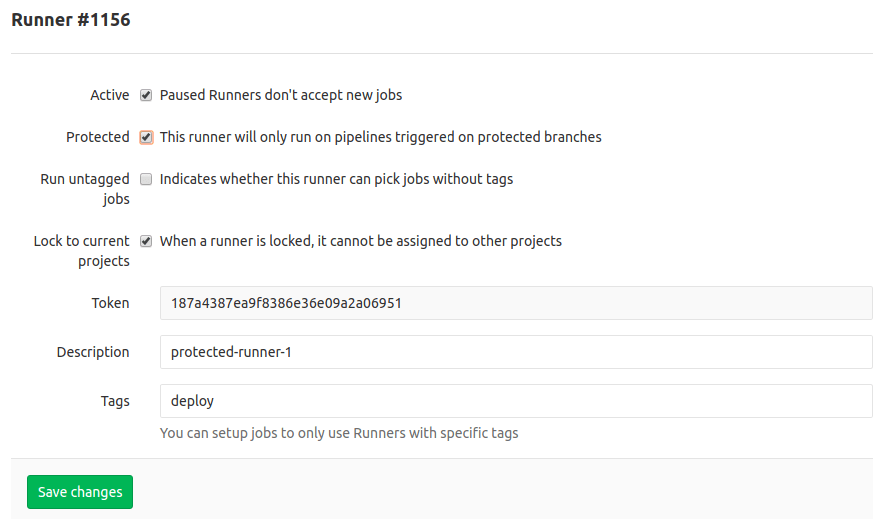 Runner #1156
Active Paused Runners don't accept new jobs
Protected This runner will only run on pipelines triggered on protected branches
Run untagged Indicates whether this runner can pick jobs without tags
jobs
Lock to current When a runner is locked, it cannot be assigned to other projects
projects
Token 187a4387ea9f8386e36e09a2a06951
Description protected-runner-1
Tags deploy
You can setup jobs to only use Runners with specific tags
Save changes